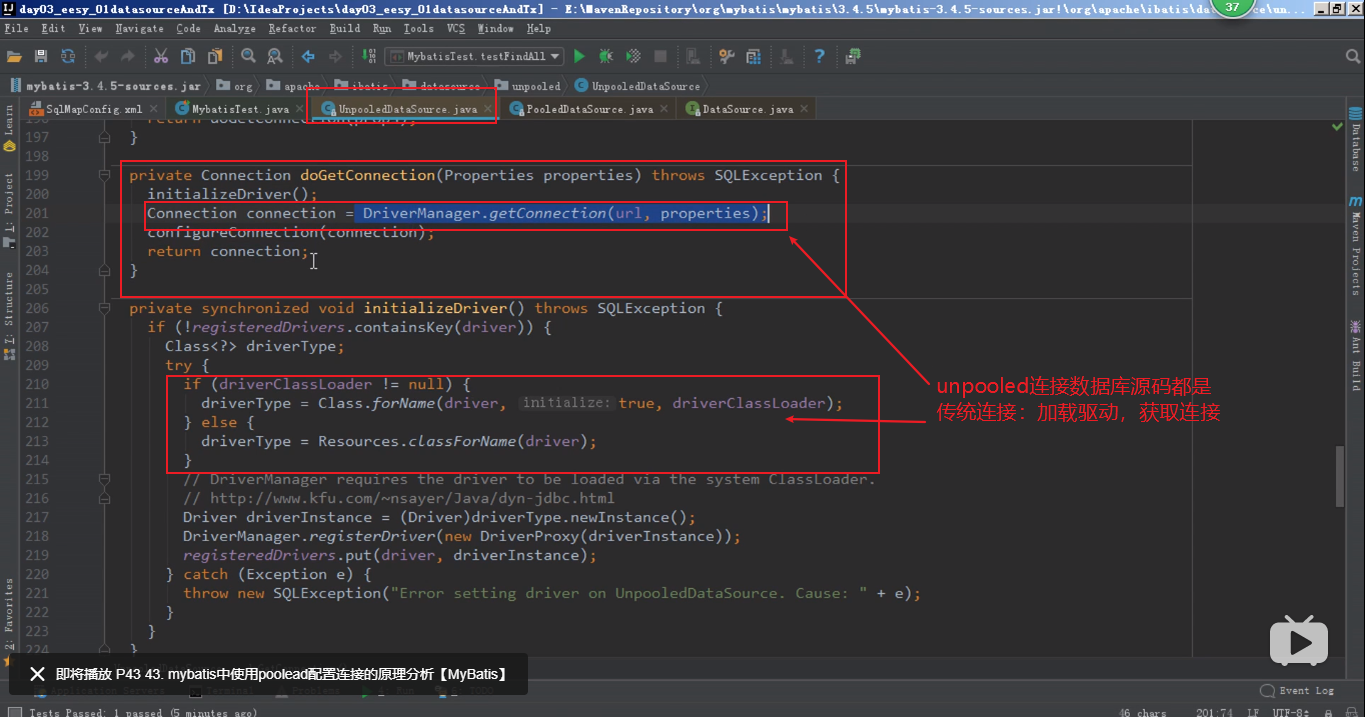 day03_eesy_01datasourceAndTx [D:\IdeaProjects\day03_eesy_01datasourceAndTx] - E:\MavenRepository\org\mybatis\mybatis\3.4.5\mybatis-3.4.5-sources.jar!\org\apache\ibatis\
37
File Edit View Navigate Code Analyze Refactor Build Run Tools VCS Window Help
MybatisTest.testFindAll
mybatis-3.4.5-sources.jar org apache ibatis datasource unpooled UnpooledDataSource
SqlMapConfig.xml MybatisTest.java UnpooledDataSource.java PooledDataSource.java DataSource.java
197 }
198
199 private Connection doGetConnection(Properties properties) throws SQLException {
200 initializeDriver();
201 Connection connection = DriverManager.getConnection(url, properties);
202 configureConnection(connection);
203 return connection;
204 }
205
206 private synchronized void initializeDriver() throws SQLException {
207 if (!registeredDrivers.containsKey(driver)) {
208 Class<?> driverType;
209 try {
210 if (driverClassLoader != null) {
211 driverType = Class.forName(driver, initialize: true, driverClassLoader);
212 } else {
213 driverType = Resources.classForName(driver);
214 }
215 // DriverManager requires the driver to be loaded via the system ClassLoader.
216 // http://www.kfu.com/~nsayer/Java/dyn-jdbc.html
217 Driver driverInstance = (Driver)driverType.newInstance();
218 DriverManager.registerDriver(new DriverProxy(driverInstance));
219 registeredDrivers.put(driver, driverInstance);
220 } catch (Exception e) {
221 throw new SQLException("Error setting driver on UnpooledDataSource. Cause: " + e);
222 }
223 }
224 }
unpooled连接数据库源码都是
传统连接：加载驱动，获取连接
Learn
1: Project
7: Structure
2: Favorites
Database
Maven Projects
Ant Build
即将播放 P43 43. mybatis中使用poolead配置连接的原理分析【MyBatis】
Event Log
Tests Passed: 1 passed (5 minutes ago)
46 chars 201:74 LF UTF-8